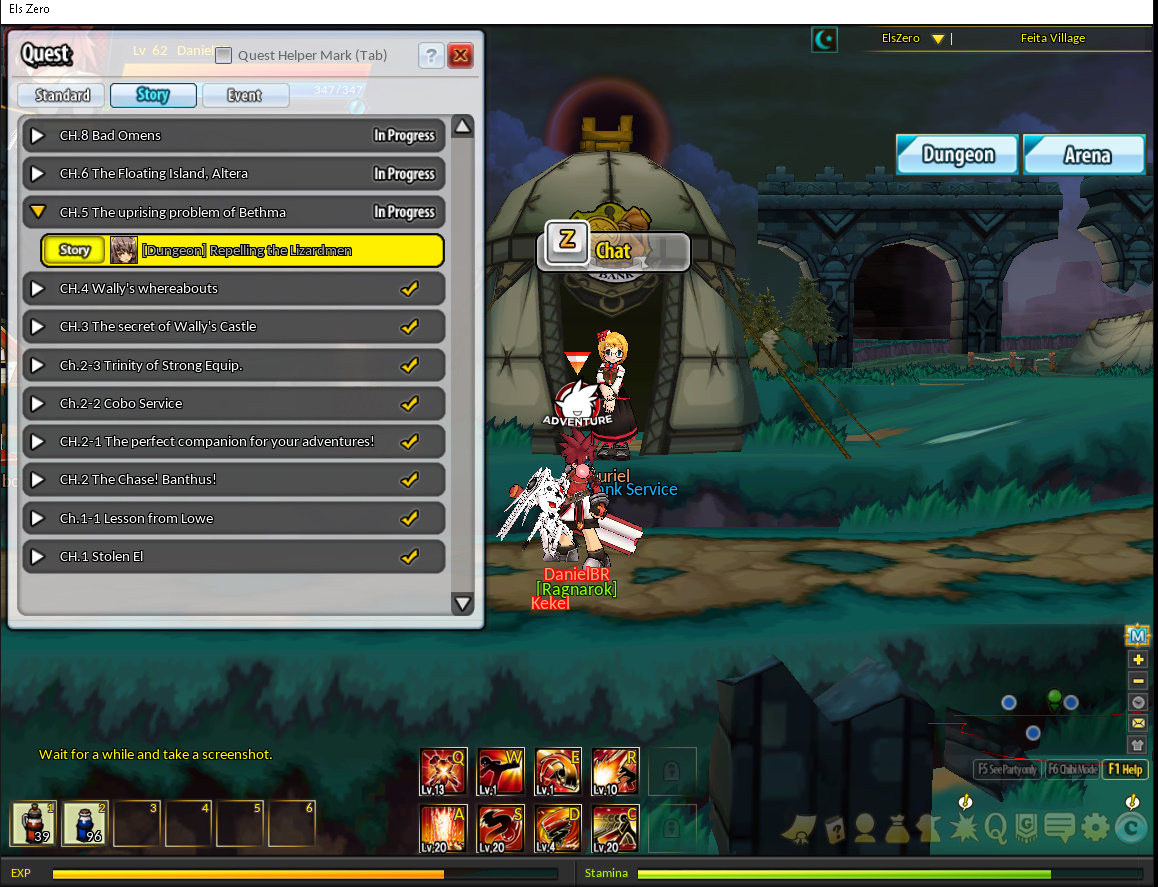 Els Zero
Quest
Lv 62 Daniel
Quest Helper Mark (Tab)
?
Standard
Story
Event
347/347
CH.8 Bad Omens
In Progress
CH.6 The Floating Island, Altera
In Progress
CH.5 The uprising problem of Bethma
In Progress
Story
[Dungeon] Repelling the Lizardmen
CH.4 Wally's whereabouts
CH.3 The secret of Wally's Castle
Ch.2-3 Trinity of Strong Equip.
Ch.2-2 Cobo Service
CH.2-1 The perfect companion for your adventures!
CH.2 The Chase! Banthus!
Ch.1-1 Lesson from Lowe
CH.1 Stolen El
ElsZero
Feita Village
Dungeon
Arena
Z
Chat
BANK
ADVENTURE
uriel
nk Service
DanielBR
[Ragnarok]
Kekel
M
F5 See Party only
F6 Chibi Mode
F1 Help
Wait for a while and take a screenshot.
Q
Lv.13
W
Lv.1
E
Lv.1
R
Lv.10
A
Lv.20
S
Lv.20
D
Lv.4
C
Lv.20
1
39
2
96
3
4
5
6
EXP
Stamina